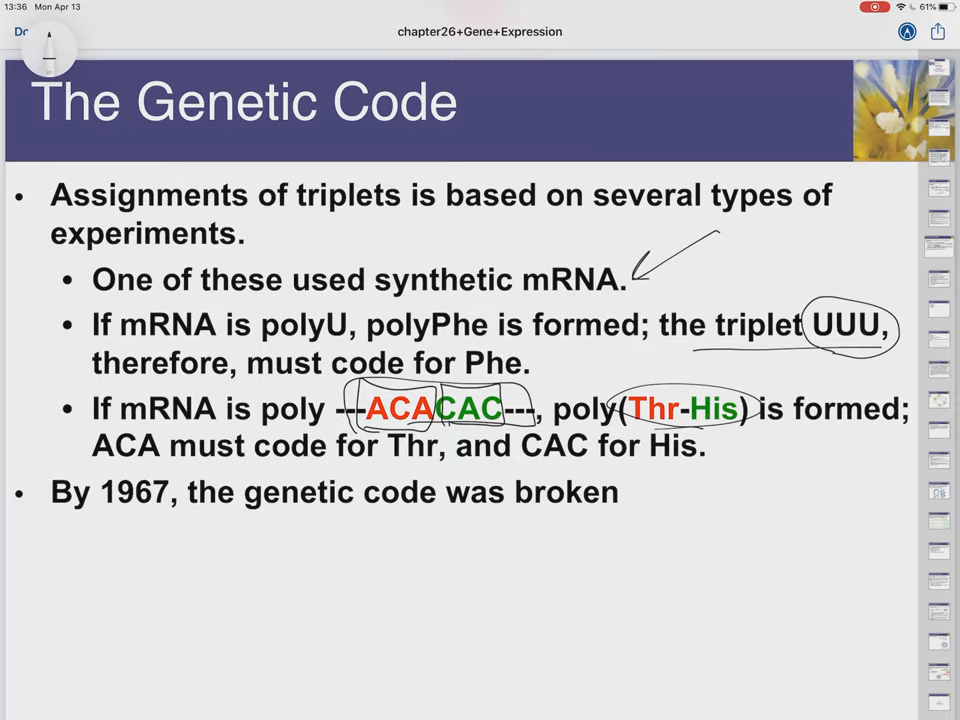 13:36 Mon Apr 13
61%
chapter26+Gene+Expression
The Genetic Code
• Assignments of triplets is based on several types of
experiments.
• One of these used synthetic mRNA.
• If mRNA is polyU, polyPhe is formed; the triplet UUU,
therefore, must code for Phe.
• If mRNA is poly ---ACACAC---, poly(Thr-His) is formed;
ACA must code for Thr, and CAC for His.
• By 1967, the genetic code was broken